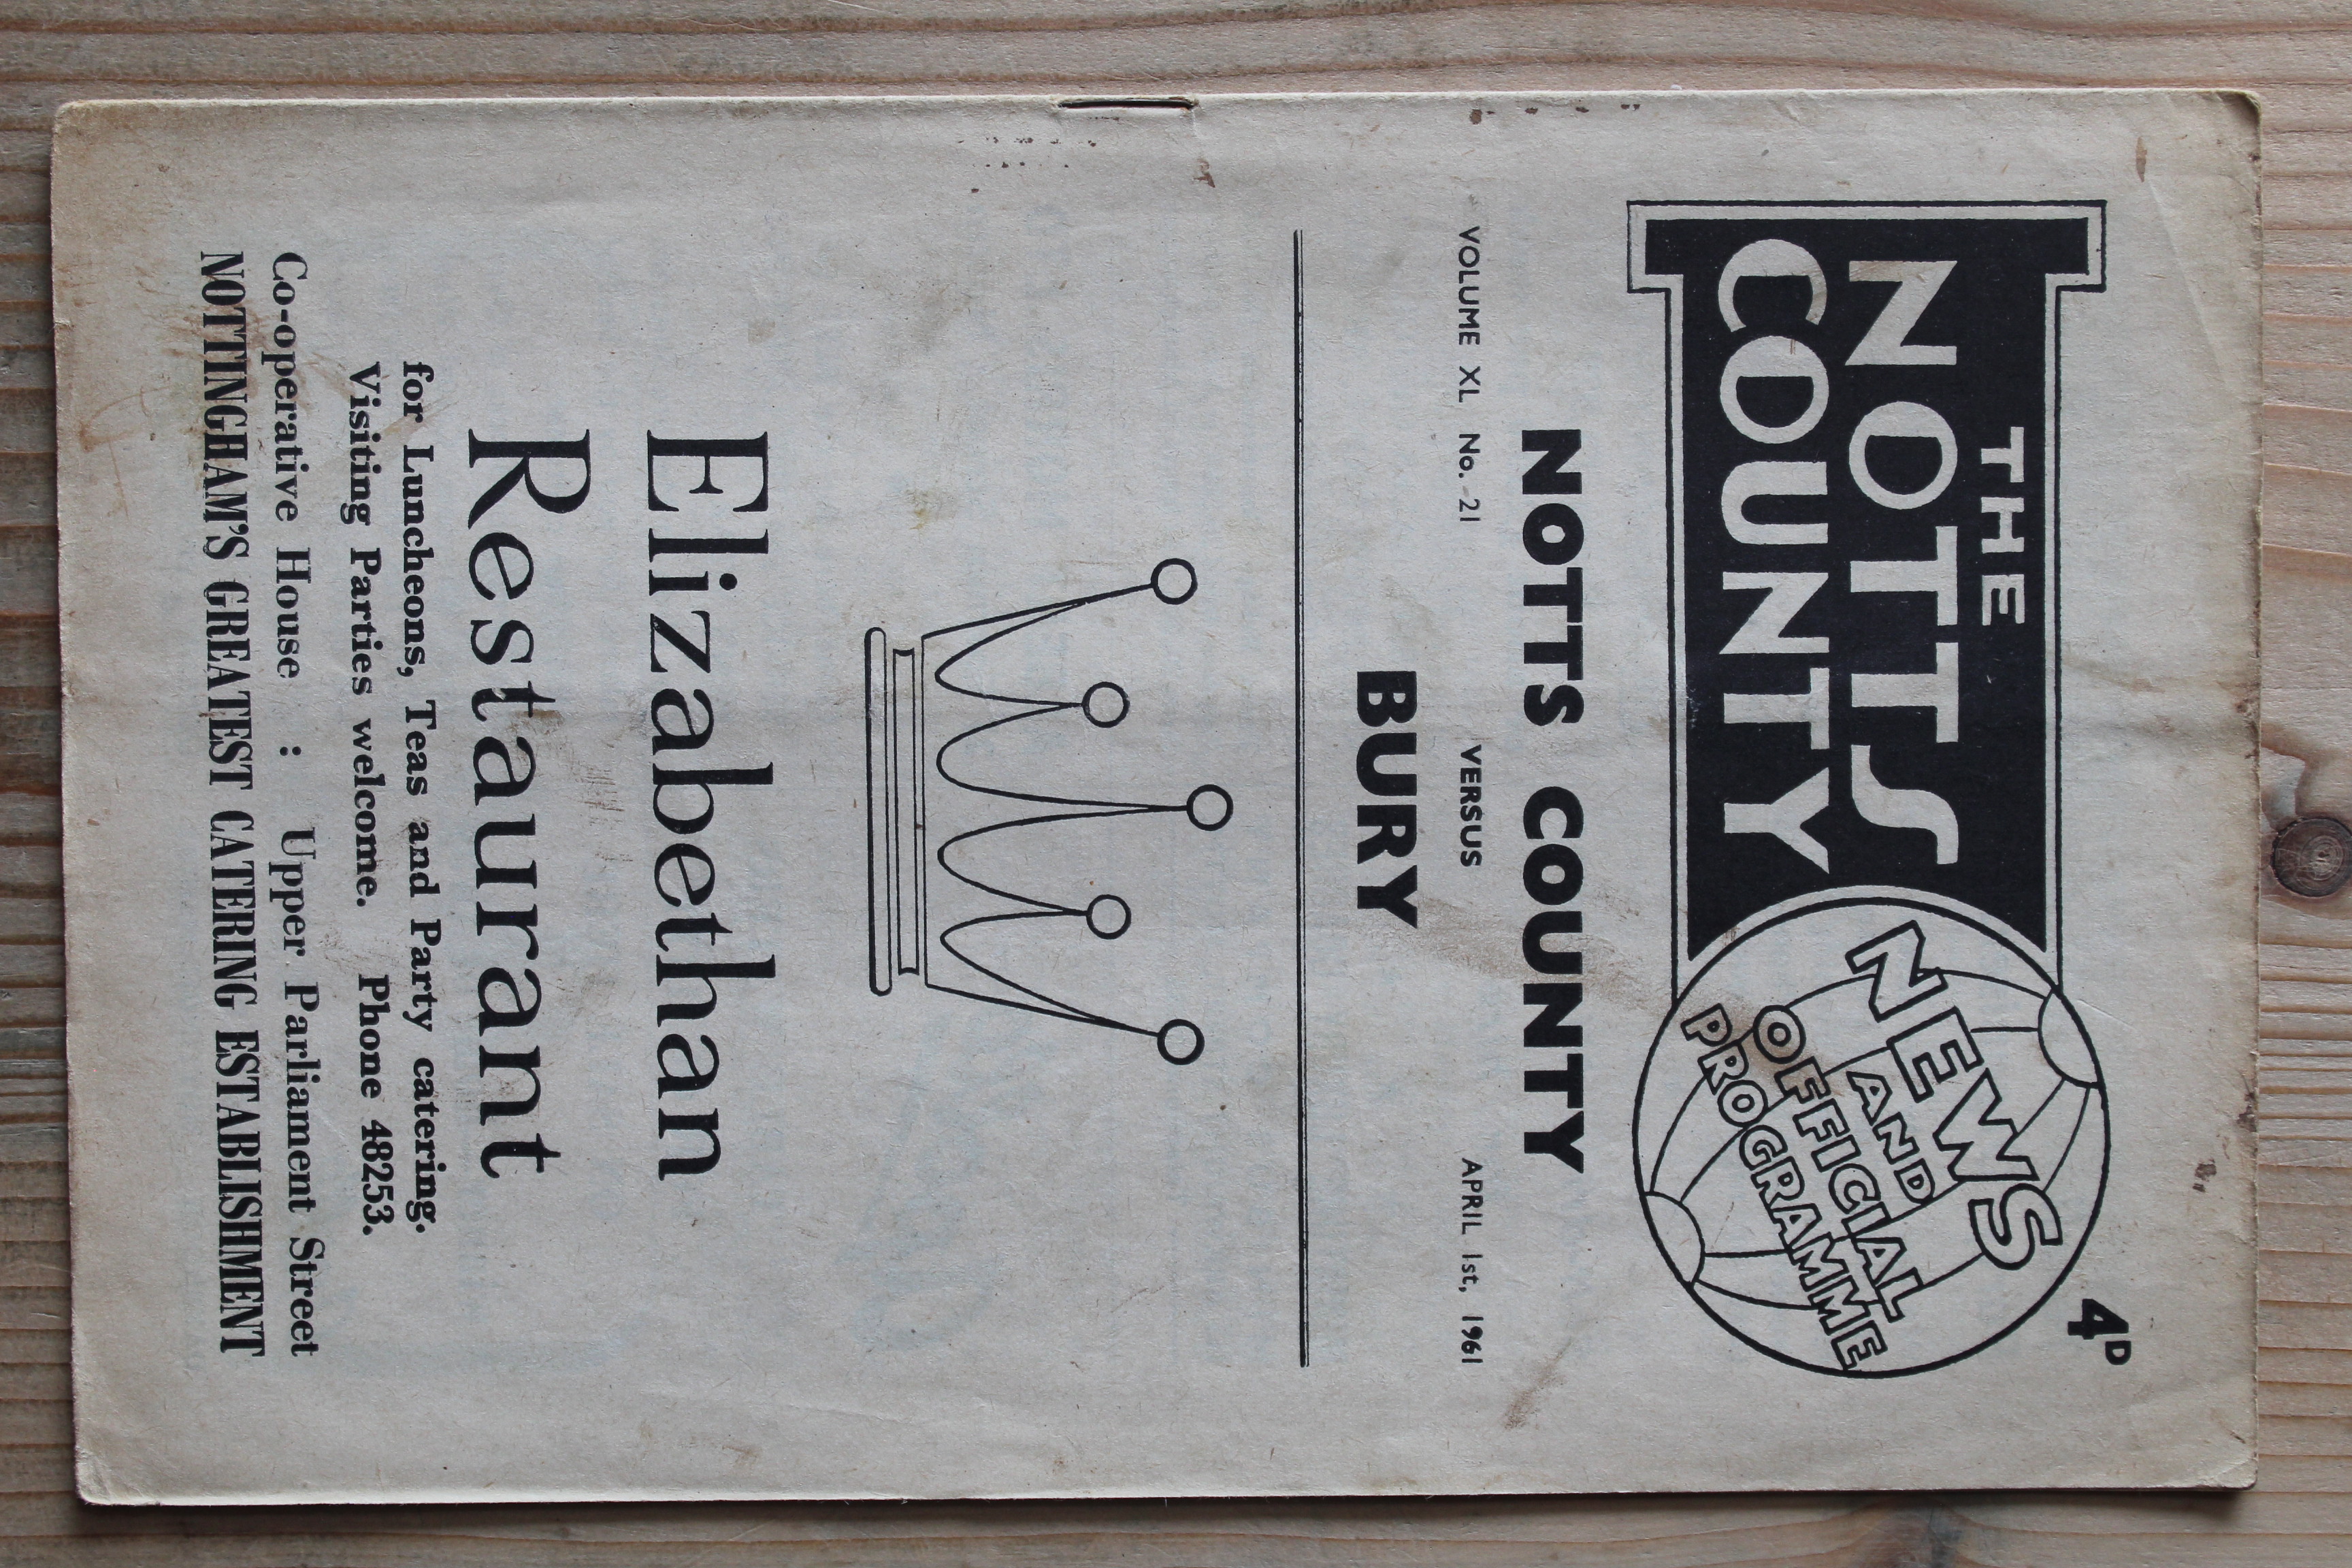 4D
THE
NOTTS
COUNTY
NEWS
AND
OFFICIAL
PROGRAMME
NOTTS COUNTY
VOLUME XL No. 21 VERSUS APRIL 1st, 1961
BURY
Elizabethan
Restaurant
for Luncheons, Teas and Party catering.
Visiting Parties welcome. Phone 48253.
Co-operative House : Upper Parliament Street
NOTTINGHAM'S GREATEST CATERING ESTABLISHMENT